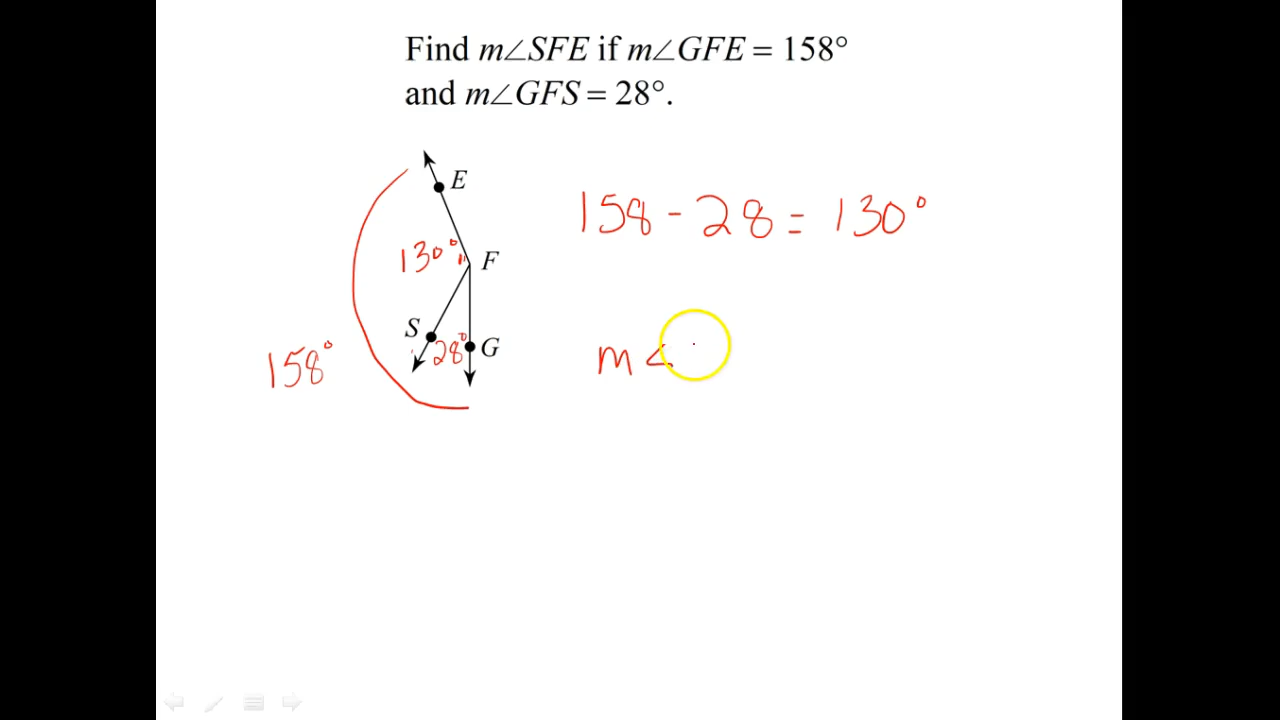 Find m∠SFE if m∠GFE = 158°
and m∠GFS = 28°.
E
158 - 28 = 130°
130°
F
S
28°
G
158°
m∠